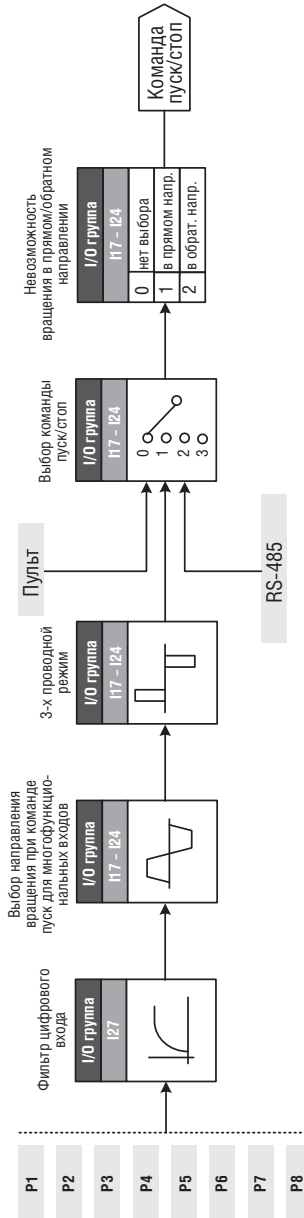 P1
P2
P3
P4
P5
P6
P7
P8
Фильтр цифрового
входа
I/O группа
I27
Выбор направления
вращения при команде
пуск для многофункцио-
нальных входов
I/O группа
I17 – I24
3-х проводной
режим
I/O группа
I17 – I24
Пульт
RS-485
Выбор команды
пуск/стоп
I/O группа
I17 – I24
0
1
2
3
Невозможность
вращения в прямом/обратном
направлении
I/O группа
I17 – I24
0 нет выбора
1 в прямом напр.
2 в обрат. напр.
Команда
пуск/стоп